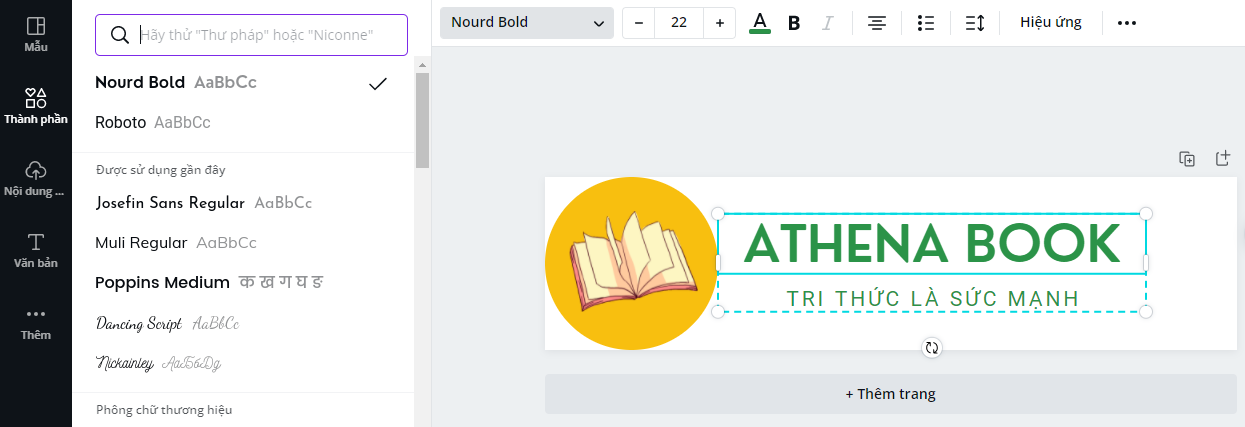 Mẫu
Thành phần
Nội dung ...
Văn bản
Thêm
Hãy thử "Thư pháp" hoặc "Niconne"
Nourd Bold AaBbCc
Roboto AaBbCc
Được sử dụng gần đây
Josefin Sans Regular AaBbCc
Muli Regular AaBbCc
Poppins Medium क ख ग घ ङ
Dancing Script AaBbCc
Nickainley AaБбДg
Phông chữ thương hiệu
Nourd Bold
− 22 +
A B I
Hiệu ứng
ATHENA BOOK
TRI THỨC LÀ SỨC MẠNH
+ Thêm trang